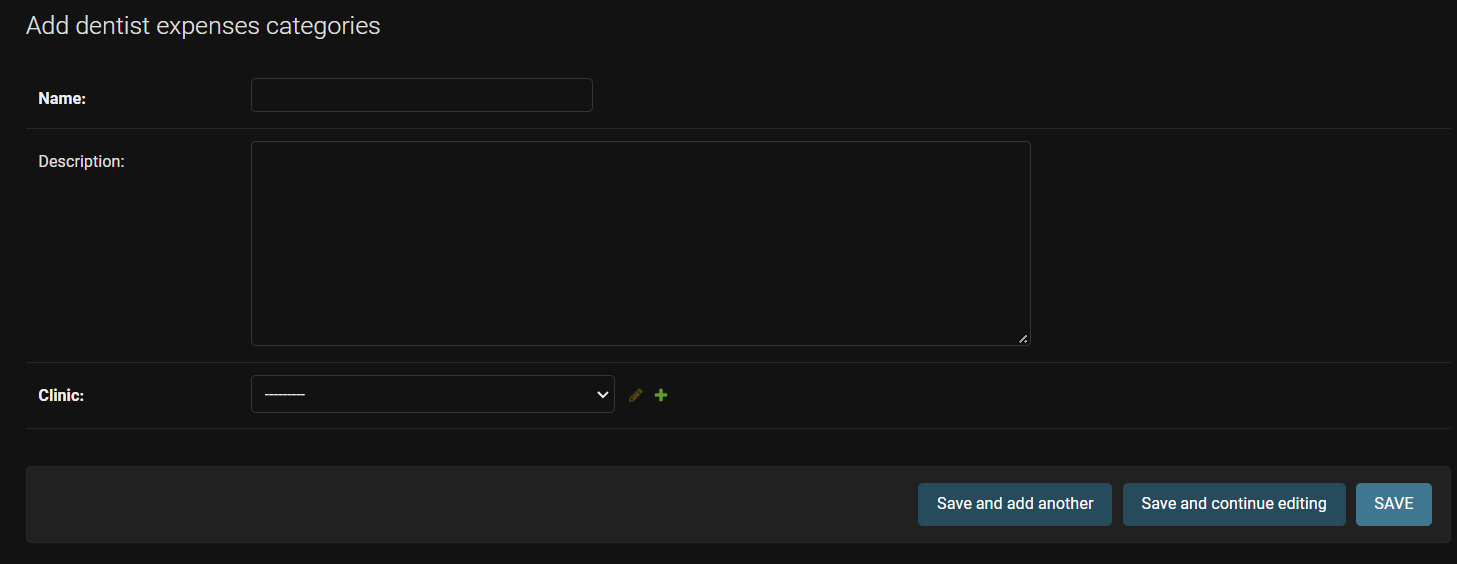 Add dentist expenses categories
Name:
Description:
Clinic:
---------
Save and add another
Save and continue editing
SAVE